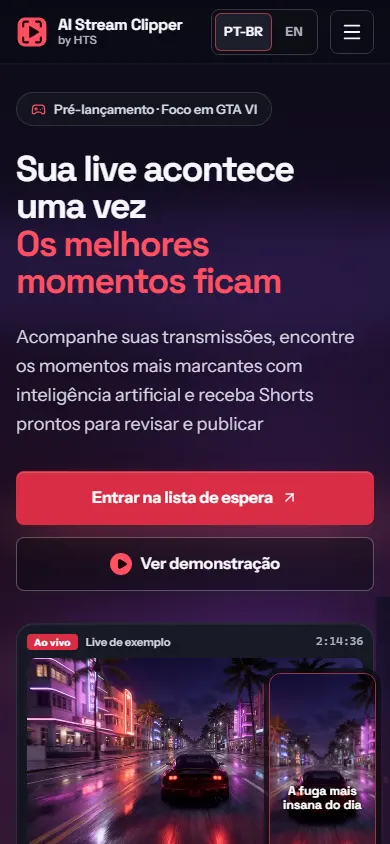 AI Stream Clipper
by HTS
PT-BR
EN
Pré-lançamento · Foco em GTA VI
Sua live acontece
uma vez
Os melhores
momentos ficam
Acompanhe suas transmissões, encontre
os momentos mais marcantes com
inteligência artificial e receba Shorts
prontos para revisar e publicar
Entrar na lista de espera
Ver demonstração
Ao vivo
Live de exemplo
2:14:36
A fuga mais
insana do dia